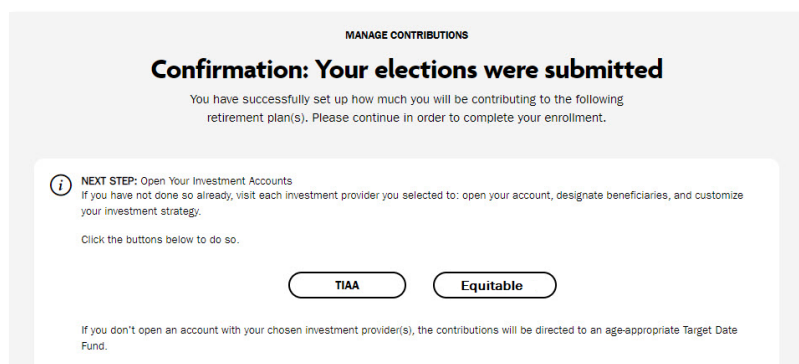 MANAGE CONTRIBUTIONS
Confirmation: Your elections were submitted
You have successfully set up how much you will be contributing to the following
retirement plan(s). Please continue in order to complete your enrollment.
NEXT STEP: Open Your Investment Accounts
If you have not done so already, visit each investment provider you selected to: open your account, designate beneficiaries, and customize
your investment strategy.
Click the buttons below to do so.
TIAA
Equitable
If you don't open an account with your chosen investment provider(s), the contributions will be directed to an age-appropriate Target Date
Fund.